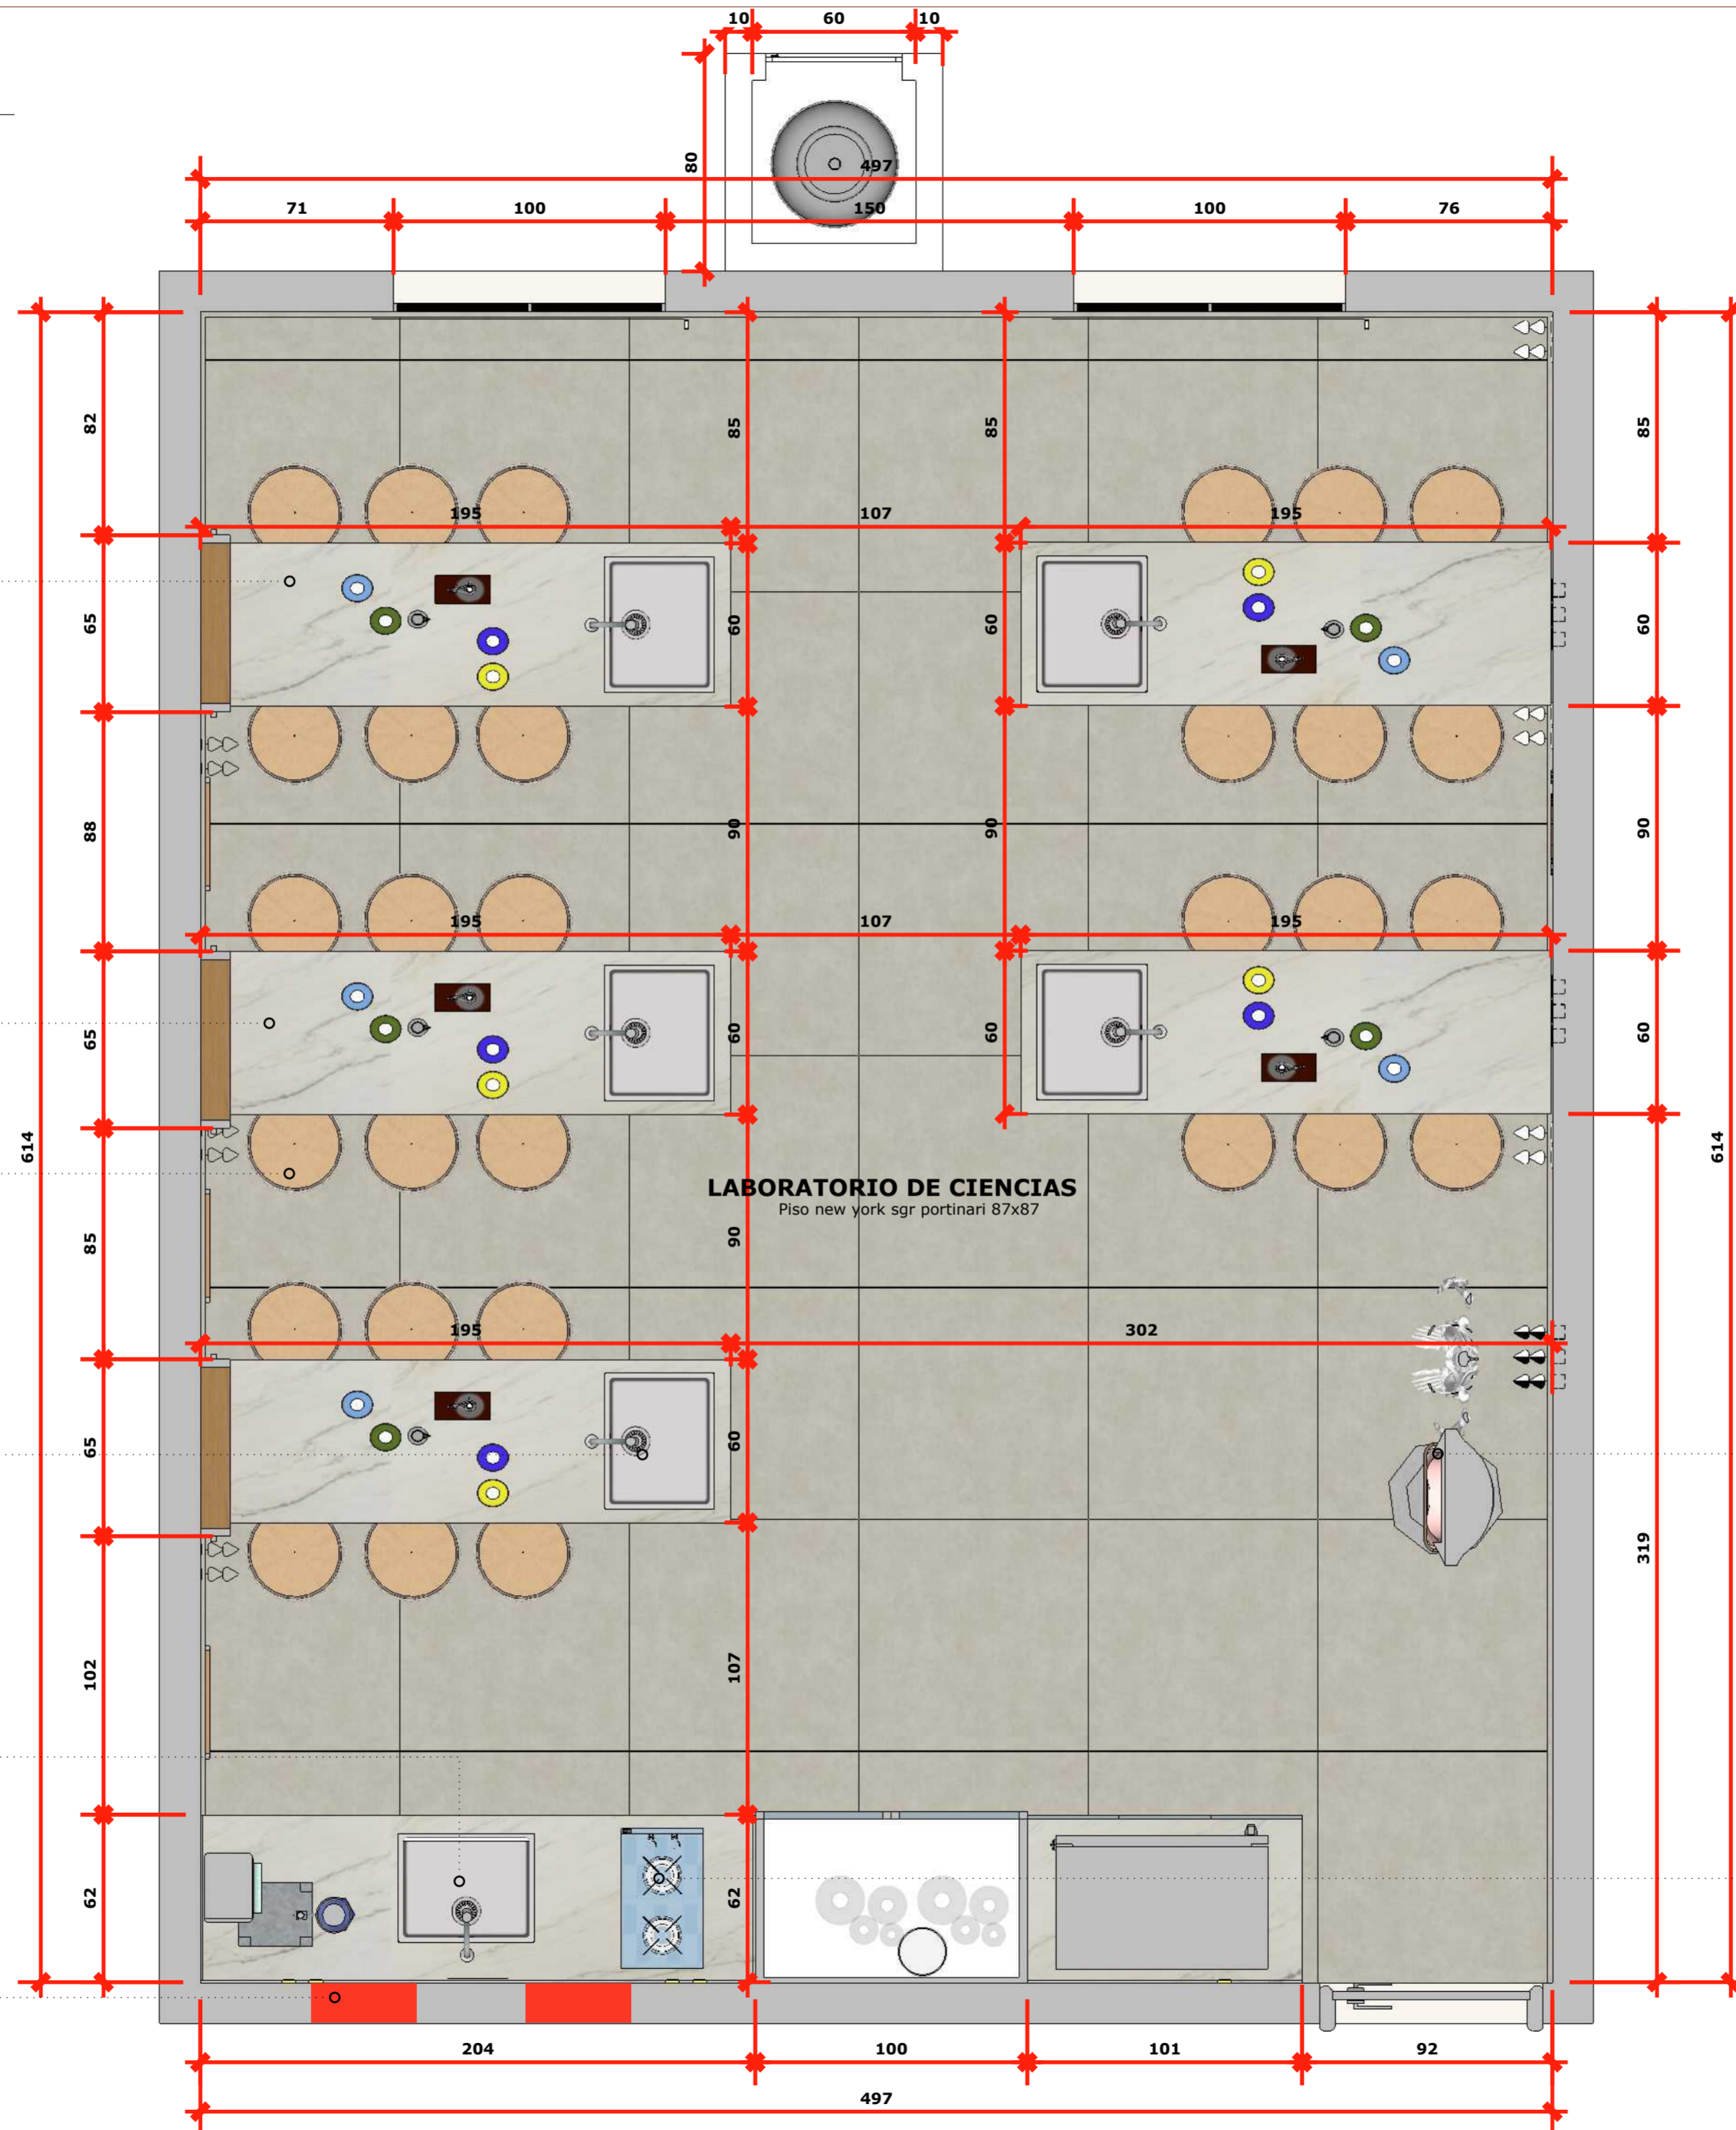 10 60 10
80
497
71 100 150 100 76
82 85 85 85
195 107 195
65 60 60 60
88 90 90 90
195 107 195
65 60 60 60
614 614
LABORATORIO DE CIENCIAS
Piso new york sgr portinari 87x87
85 90
195 302
65 60
319
102 107
62 62
204 100 101 92
497